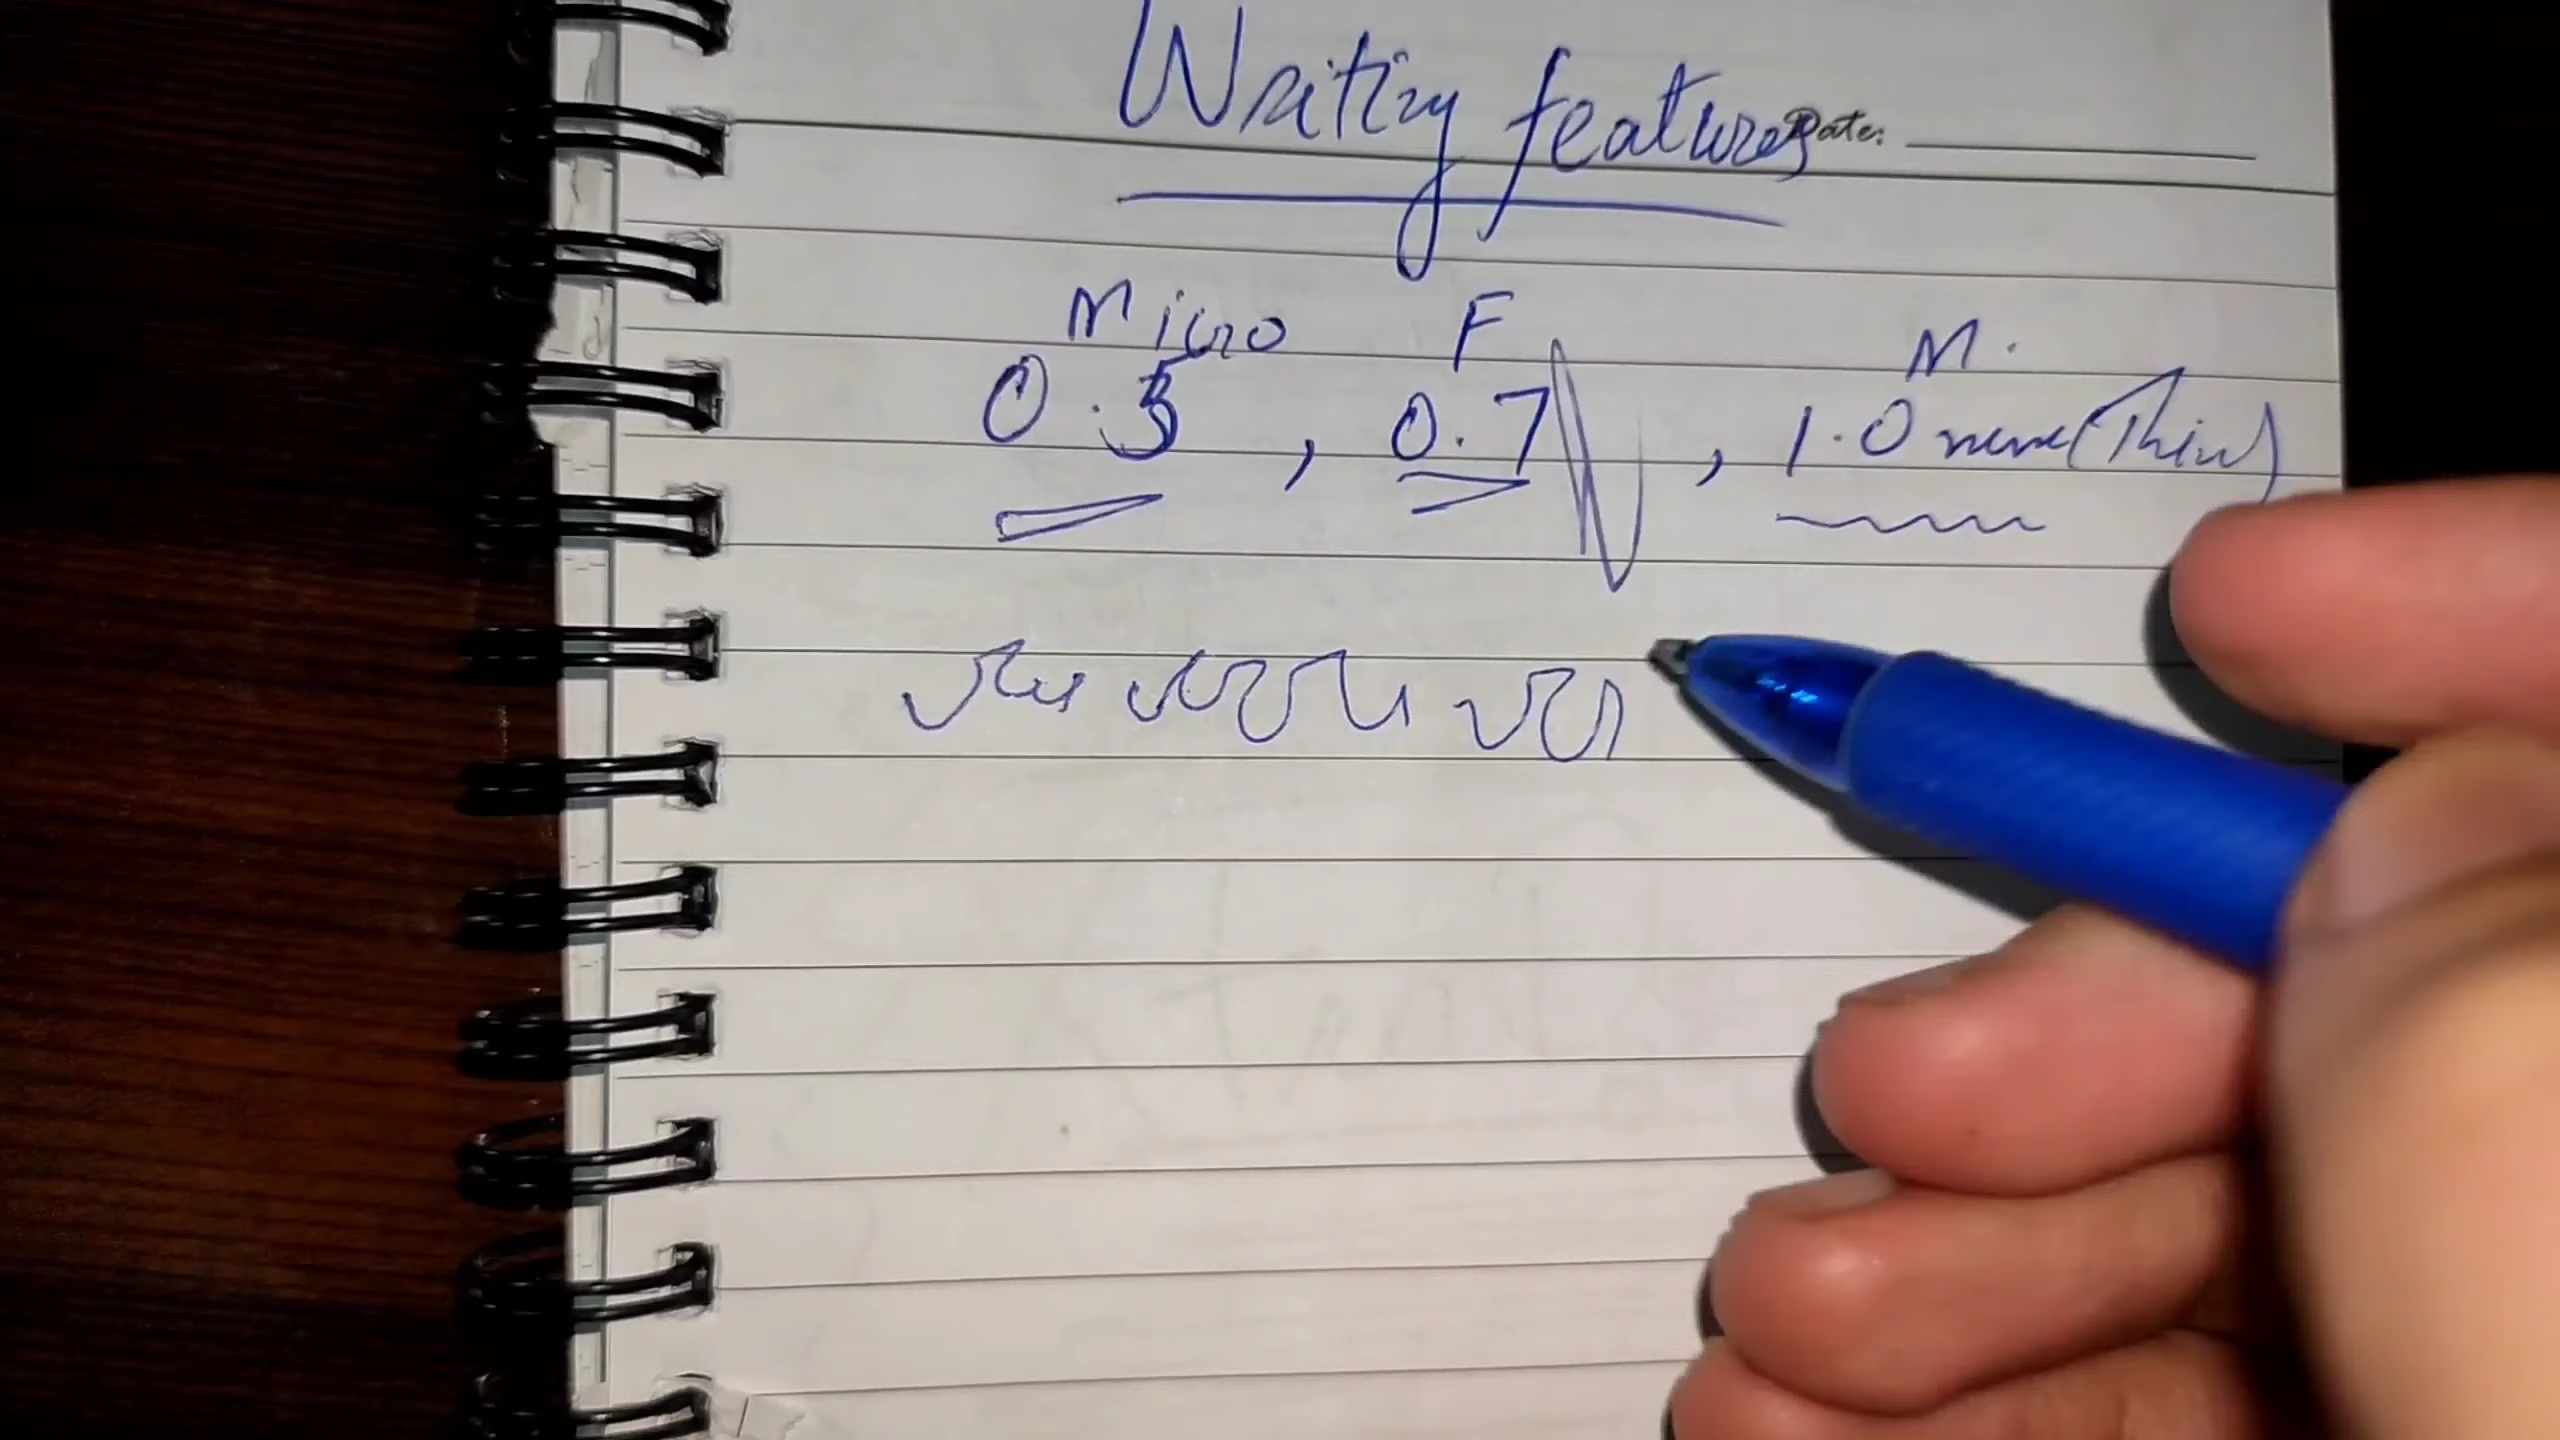 Writing features
Date:
Micro F M.
0.5, 0.7, 1.0 mm (Thin)